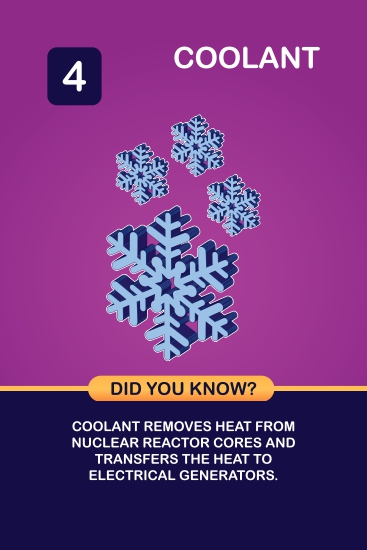 4
COOLANT
DID YOU KNOW?
COOLANT REMOVES HEAT FROM
NUCLEAR REACTOR CORES AND
TRANSFERS THE HEAT TO
ELECTRICAL GENERATORS.